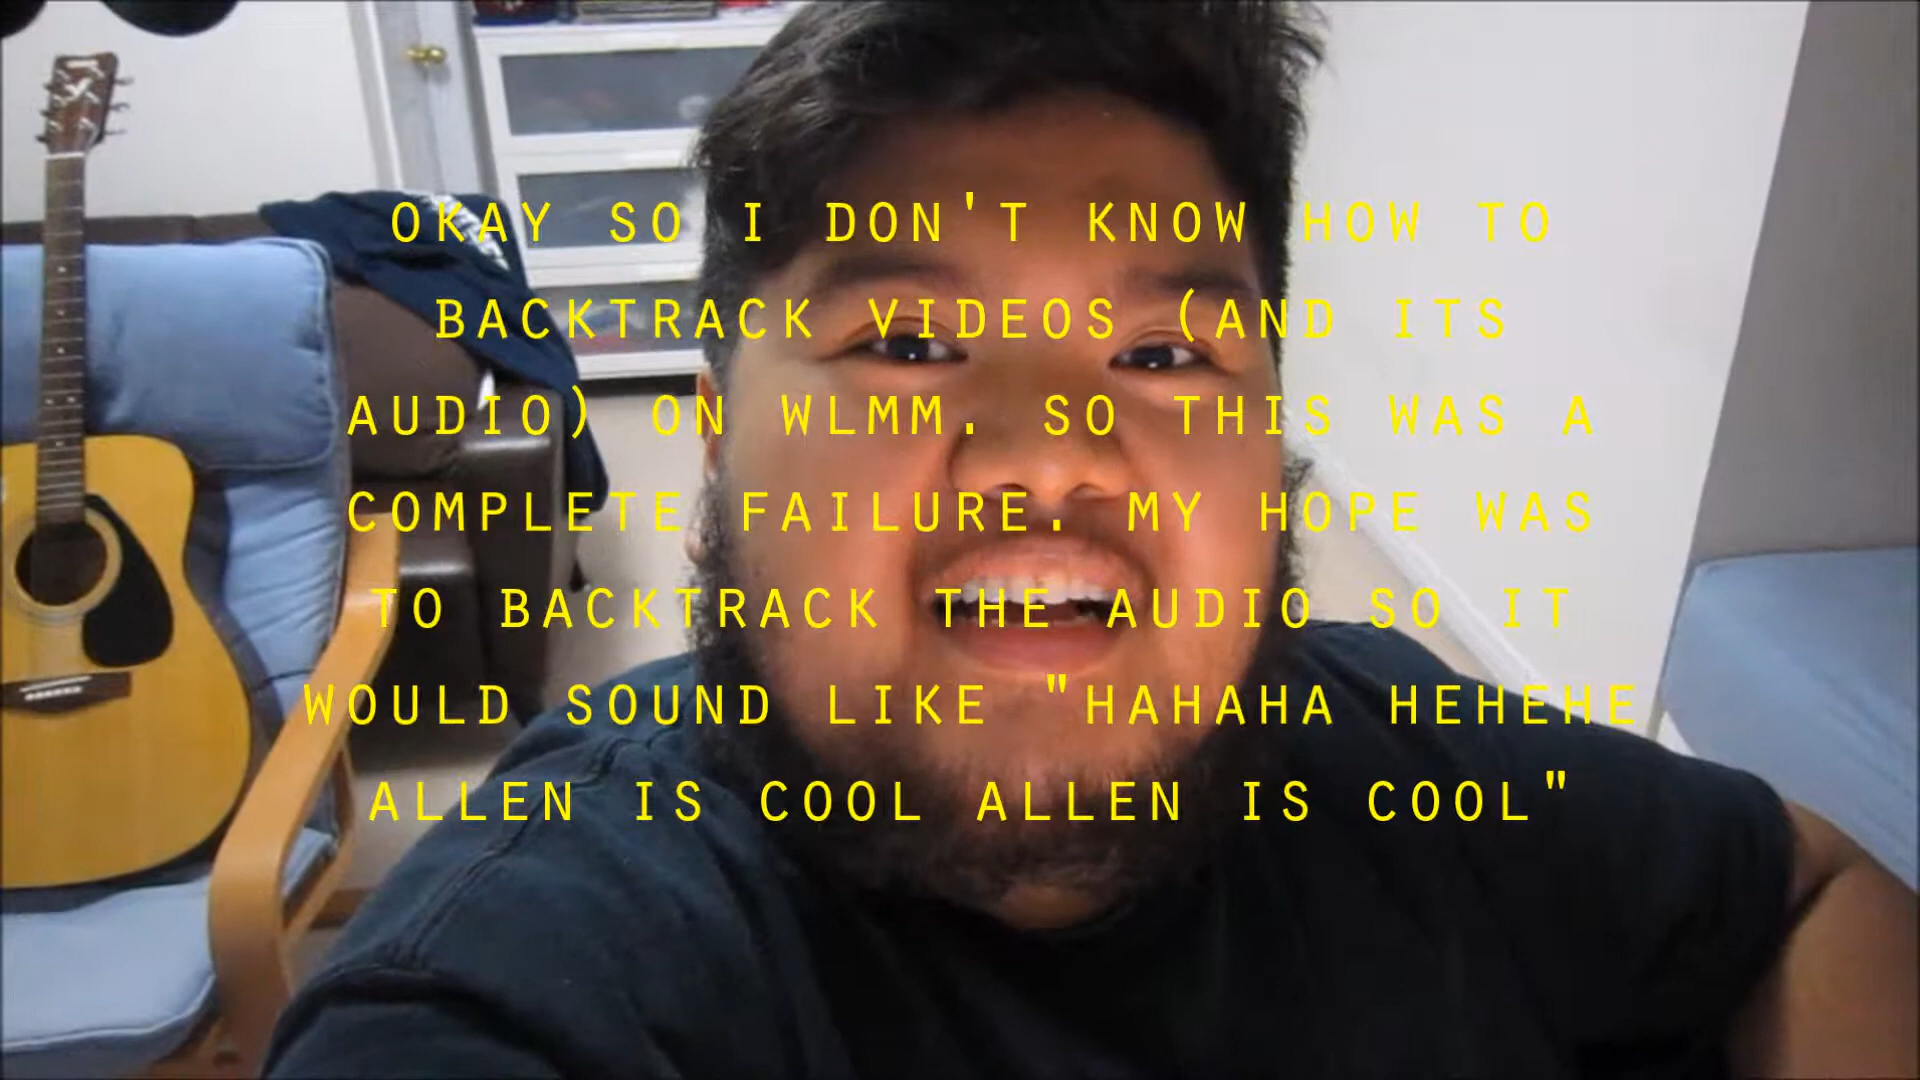 OKAY SO I DON'T KNOW HOW TO
BACKTRACK VIDEOS (AND ITS
AUDIO) ON WLMM. SO THIS WAS A
COMPLETE FAILURE. MY HOPE WAS
TO BACKTRACK THE AUDIO SO IT
WOULD SOUND LIKE "HAHAHA HEHEHE
ALLEN IS COOL ALLEN IS COOL"